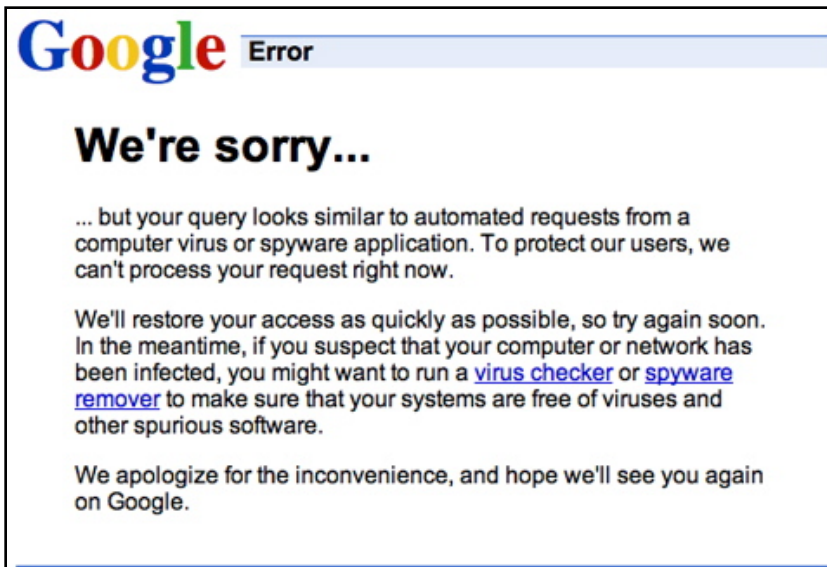 Google Error
We're sorry...
... but your query looks similar to automated requests from a
computer virus or spyware application. To protect our users, we
can't process your request right now.
We'll restore your access as quickly as possible, so try again soon.
In the meantime, if you suspect that your computer or network has
been infected, you might want to run a virus checker or spyware
remover to make sure that your systems are free of viruses and
other spurious software.
We apologize for the inconvenience, and hope we'll see you again
on Google.